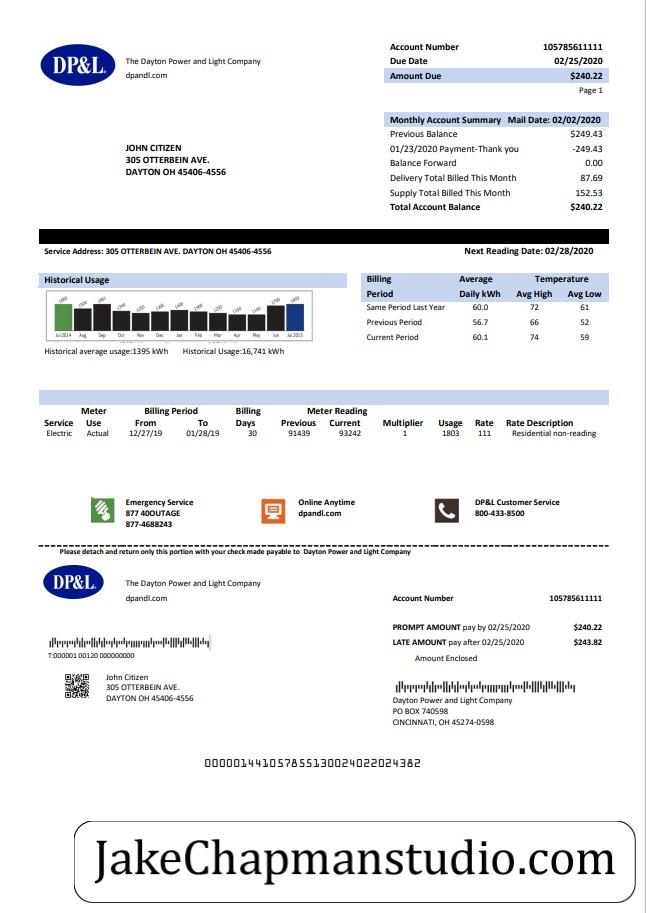 DP&L.
The Dayton Power and Light Company
dpandl.com
Account Number 105785611111
Due Date 02/25/2020
Amount Due $240.22
Page 1
Monthly Account Summary Mail Date: 02/02/2020
Previous Balance $249.43
01/23/2020 Payment-Thank you -249.43
Balance Forward 0.00
Delivery Total Billed This Month 87.69
Supply Total Billed This Month 152.53
Total Account Balance $240.22
JOHN CITIZEN
305 OTTERBEIN AVE.
DAYTON OH 45406-4556
Service Address: 305 OTTERBEIN AVE. DAYTON OH 45406-4556 Next Reading Date: 02/28/2020
Historical Usage
Jul 2014 Aug Sep Oct Nov Dec Jan Feb Mar Apr May Jun Jul 2015
Historical average usage:1395 kWh Historical Usage:16,741 kWh
Billing Average Temperature
Period Daily kWh Avg High Avg Low
Same Period Last Year 60.0 72 61
Previous Period 56.7 66 52
Current Period 60.1 74 59
Meter Billing Period Billing Meter Reading
Service Use From To Days Previous Current Multiplier Usage Rate Rate Description
Electric Actual 12/27/19 01/28/19 30 91439 93242 1 1803 111 Residential non-reading
Emergency Service
877 40OUTAGE
877-4688243
Online Anytime
dpandl.com
DP&L Customer Service
800-433-8500
Please detach and return only this portion with your check made payable to Dayton Power and Light Company
DP&L.
The Dayton Power and Light Company
dpandl.com
Account Number 105785611111
PROMPT AMOUNT pay by 02/25/2020 $240.22
LATE AMOUNT pay after 02/25/2020 $243.82
Amount Enclosed
T:000001 00120 000000000
John Citizen
305 OTTERBEIN AVE.
DAYTON OH 45406-4556
Dayton Power and Light Company
PO BOX 740598
CINCINNATI, OH 45274-0598
000001441057855130024022024382
JakeChapmanstudio.com